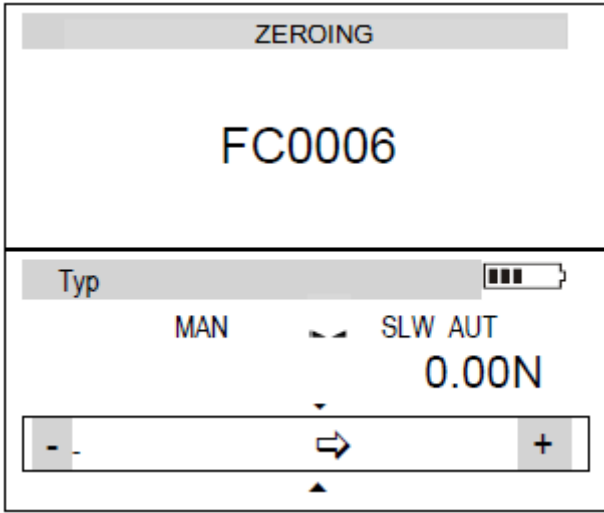 ZEROING
FC0006
Typ
MAN SLW AUT
0.00N
- - +